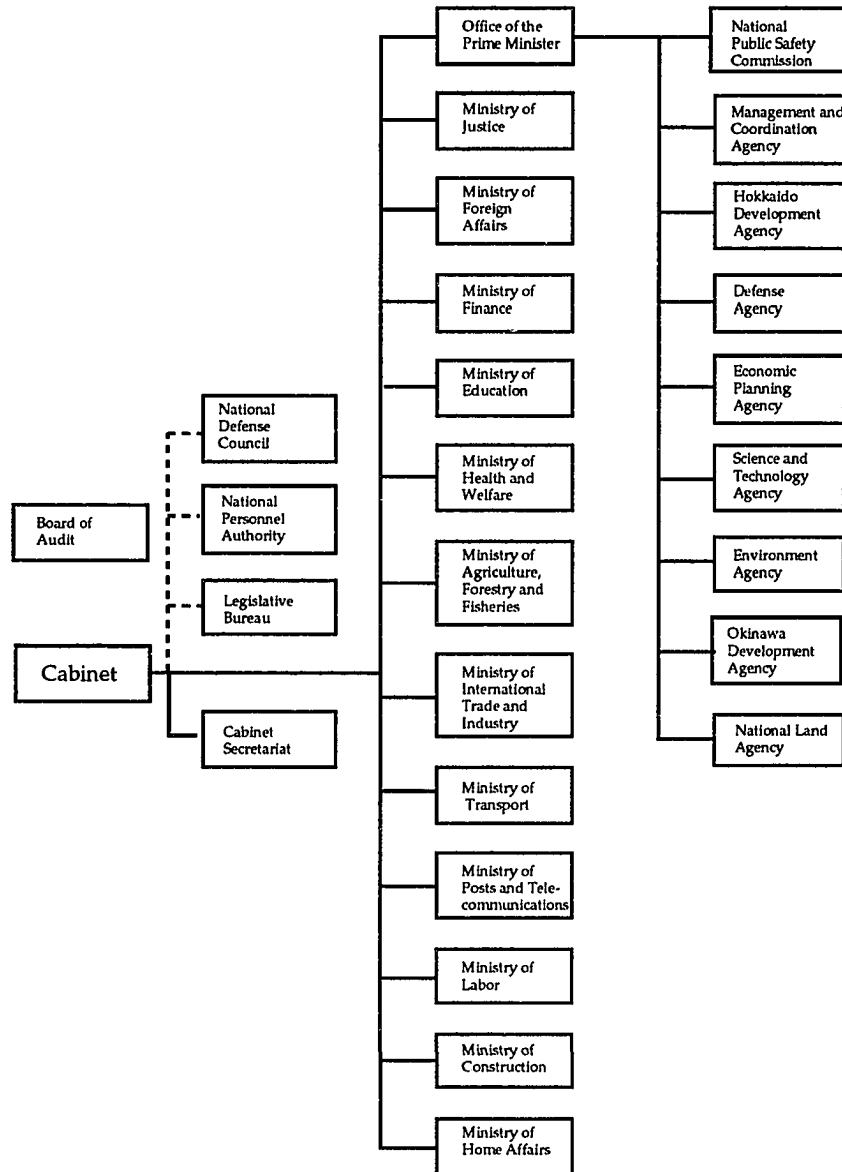 Office of the
Prime Minister
National
Public Safety
Commission
Ministry of
Justice
Management and
Coordination
Agency
Ministry of
Foreign
Affairs
Hokkaido
Development
Agency
Ministry of
Finance
Defense
Agency
Ministry of
Education
Economic
Planning
Agency
National
Defense
Council
Ministry of
Health and
Welfare
Science and
Technology
Agency
Board of
Audit
National
Personnel
Authority
Ministry of
Agriculture,
Forestry and
Fisheries
Environment
Agency
Legislative
Bureau
Cabinet
Ministry of
International
Trade and
Industry
Okinawa
Development
Agency
Cabinet
Secretariat
National Land
Agency
Ministry of
Transport
Ministry of
Posts and Tele-
communications
Ministry of
Labor
Ministry of
Construction
Ministry of
Home Affairs